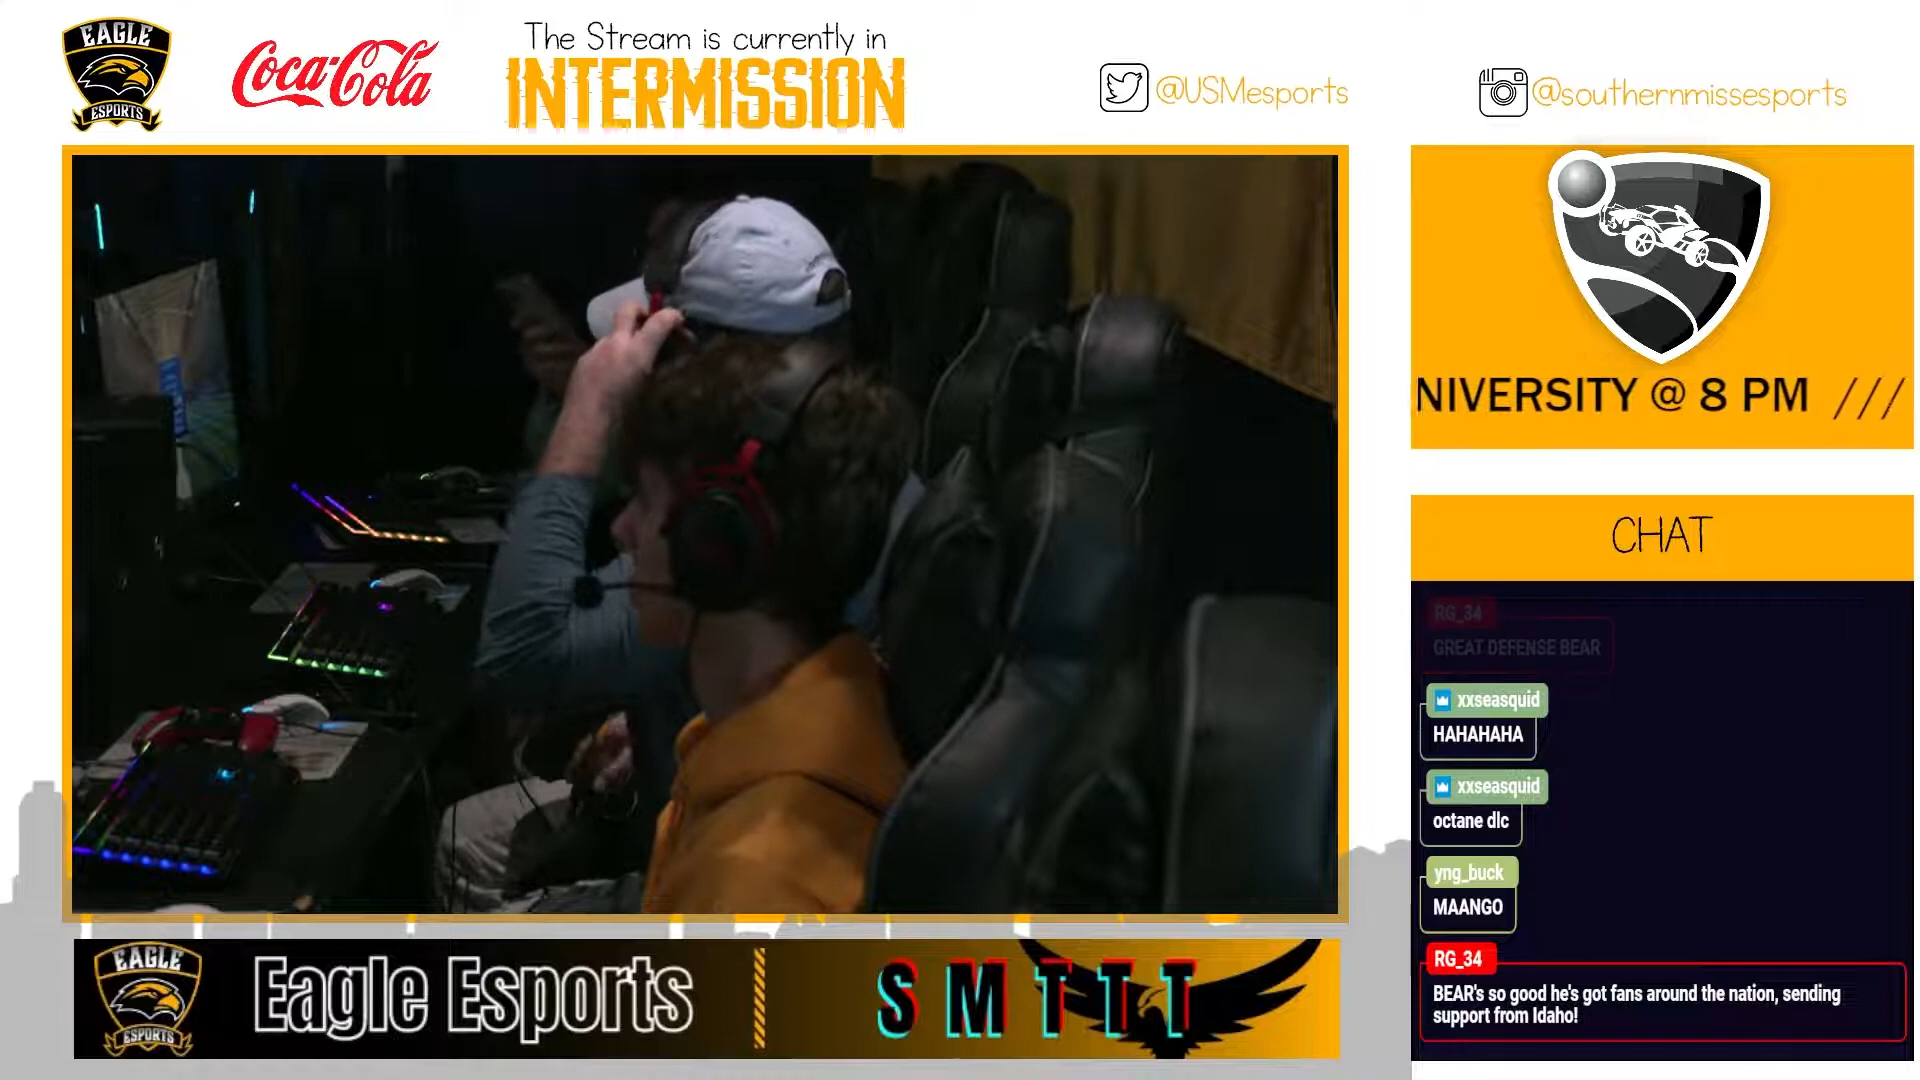 EAGLE
ESPORTS
Coca-Cola
The Stream is currently in
INTERMISSION
@USMesports
@southernmissesports
NIVERSITY @ 8 PM ///
CHAT
RG_34
GREAT DEFENSE BEAR
xxseasquid
HAHAHAHA
xxseasquid
octane dlc
yng_buck
MAANGO
RG_34
BEAR's so good he's got fans around the nation, sending
support from Idaho!
EAGLE
ESPORTS
Eagle Esports
SMTTT